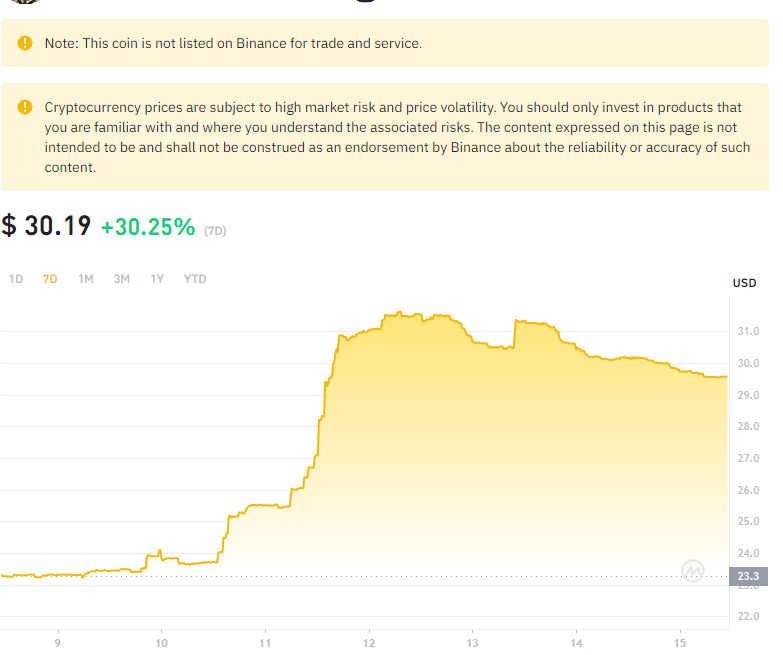 Note: This coin is not listed on Binance for trade and service.
Cryptocurrency prices are subject to high market risk and price volatility. You should only invest in products that
you are familiar with and where you understand the associated risks. The content expressed on this page is not
intended to be and shall not be construed as an endorsement by Binance about the reliability or accuracy of such
content.
$ 30.19 +30.25% (7D)
1D 7D 1M 3M 1Y YTD
USD
31.0
30.0
29.0
28.0
27.0
26.0
25.0
24.0
23.3
22.0
9 10 11 12 13 14 15